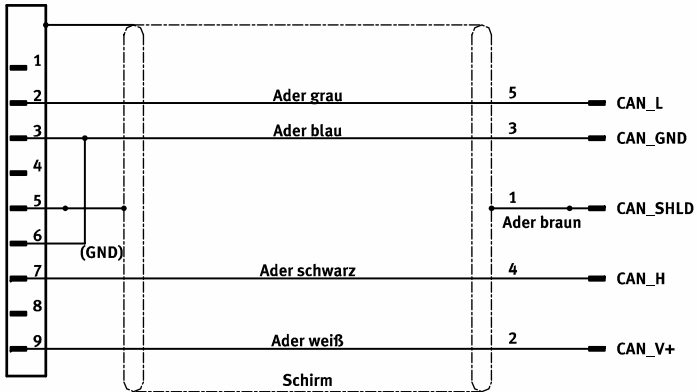 1
2 Ader grau 5 CAN_L
3 Ader blau 3 CAN_GND
4
5 1 CAN_SHLD
Ader braun
6
(GND)
7 Ader schwarz 4 CAN_H
8
9 Ader weiß 2 CAN_V+
Schirm